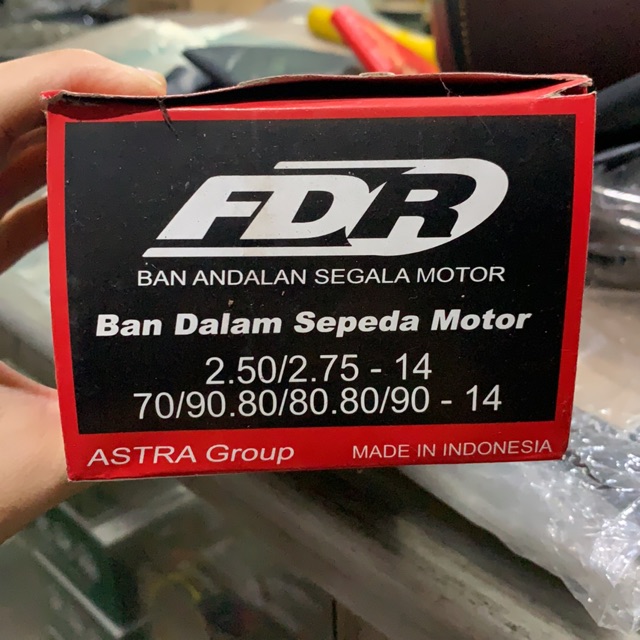 FDR
BAN ANDALAN SEGALA MOTOR
Ban Dalam Sepeda Motor
2.50/2.75 - 14
70/90.80/80.80/90 - 14
ASTRA Group MADE IN INDONESIA